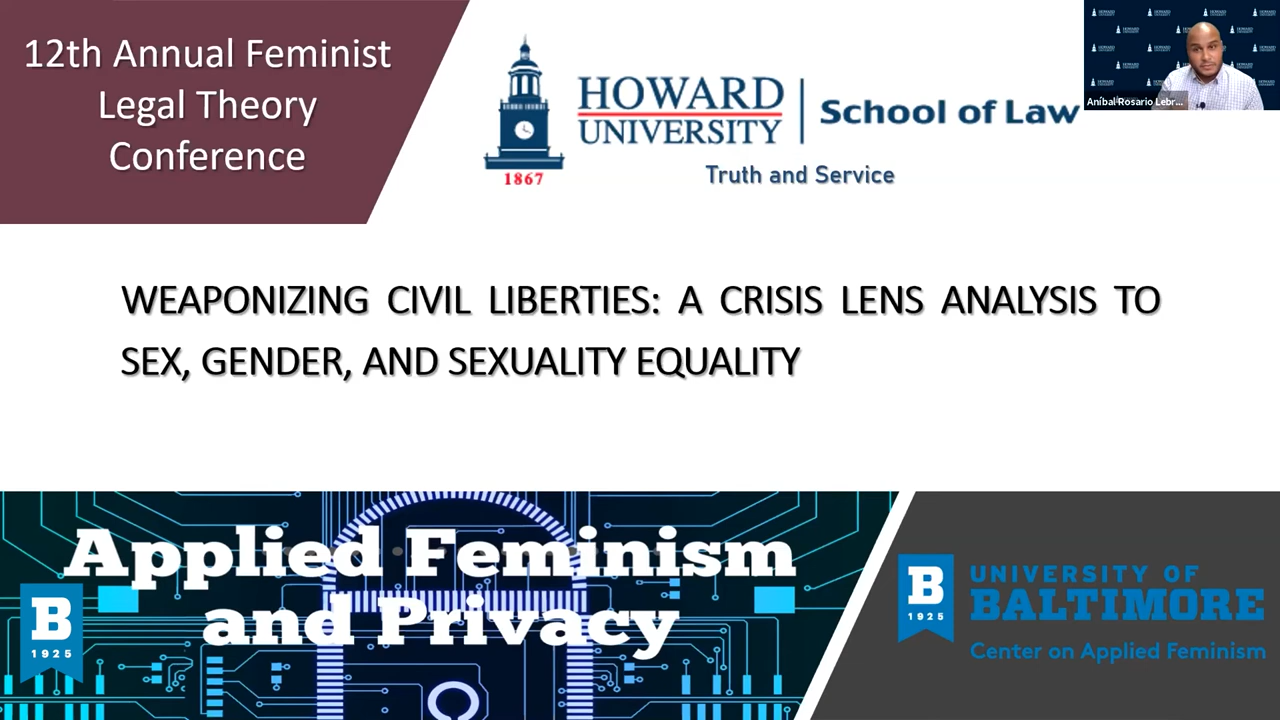 12th Annual Feminist
Legal Theory
Conference
HOWARD
UNIVERSITY
School of Law
1867
Truth and Service
Aníbal Rosario Lebr...
WEAPONIZING CIVIL LIBERTIES: A CRISIS LENS ANALYSIS TO
SEX, GENDER, AND SEXUALITY EQUALITY
Applied Feminism
and Privacy
B
1925
B
1925
UNIVERSITY OF
BALTIMORE
Center on Applied Feminism